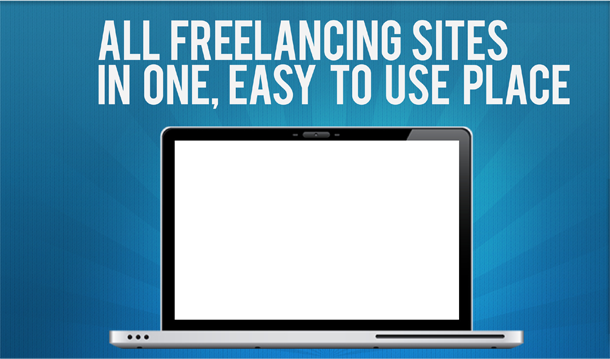 ALL FREELANCING SITES
IN ONE, EASY TO USE PLACE